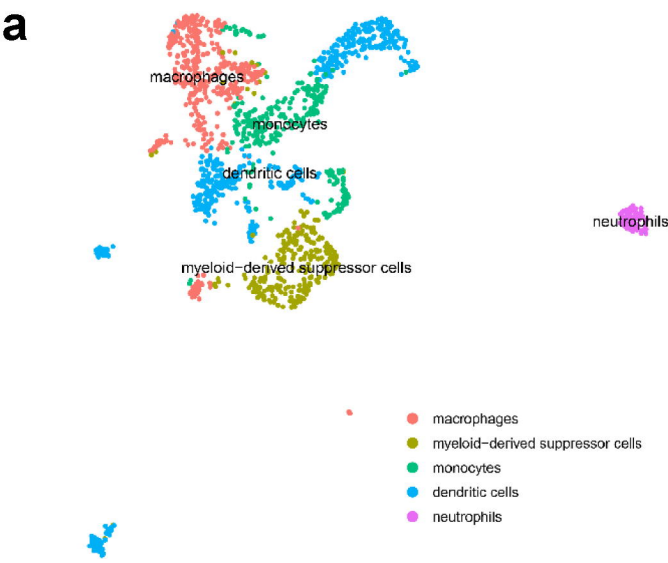 a
macrophages
monocytes
dendritic cells
neutrophils
myeloid-derived suppressor cells
macrophages
myeloid-derived suppressor cells
monocytes
dendritic cells
neutrophils